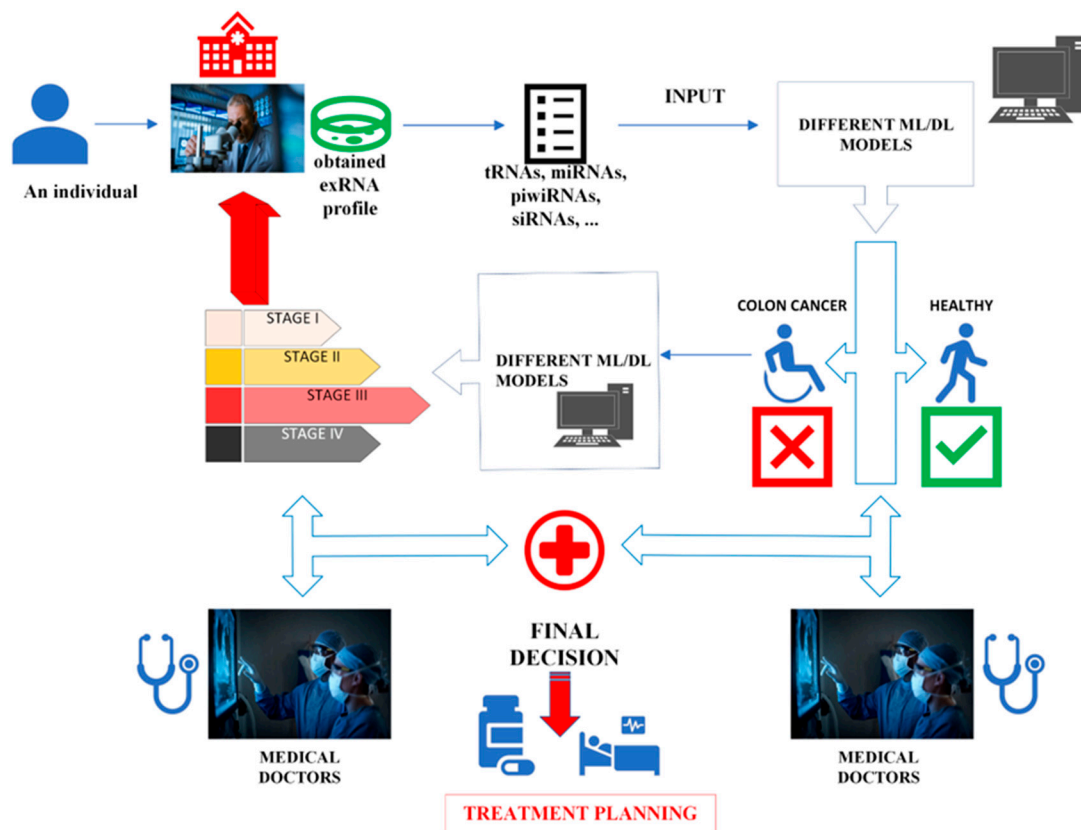 An individual
obtained
exRNA
profile
tRNAs, miRNAs,
piwiRNAs,
siRNAs, ...
INPUT
DIFFERENT ML/DL
MODELS
COLON CANCER
HEALTHY
DIFFERENT ML/DL
MODELS
STAGE I
STAGE II
STAGE III
STAGE IV
FINAL
DECISION
MEDICAL
DOCTORS
MEDICAL
DOCTORS
TREATMENT PLANNING